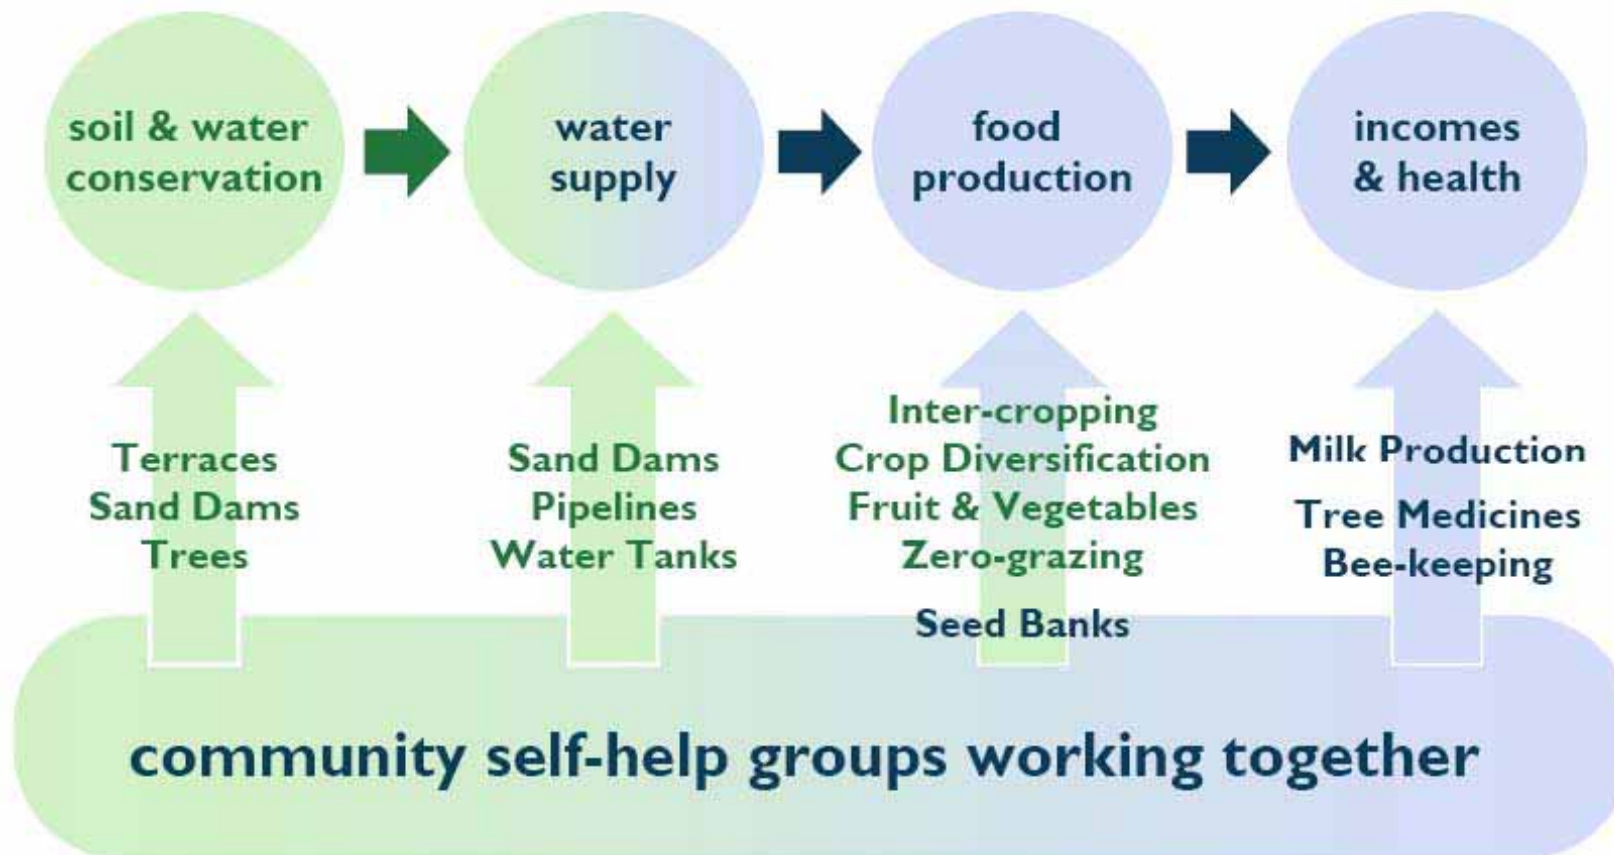 soil & water
conservation
water
supply
food
production
incomes
& health
Terraces
Sand Dams
Trees
Sand Dams
Pipelines
Water Tanks
Inter-cropping
Crop Diversification
Fruit & Vegetables
Zero-grazing
Seed Banks
Milk Production
Tree Medicines
Bee-keeping
community self-help groups working together